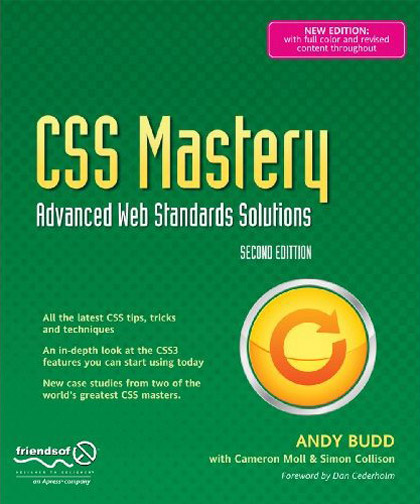 NEW EDITION:
with full color and revised
content throughout
CSS Mastery
Advanced Web Standards Solutions
SECOND EDITION
All the latest CSS tips, tricks
and techniques
An in-depth look at the CSS3
features you can start using today
New case studies from two of the
world's greatest CSS masters.
ANDY BUDD
with Cameron Moll & Simon Collison
Foreword by Dan Cederholm
friendsof
DESIGNER TO DESIGNER™
an Apress® company